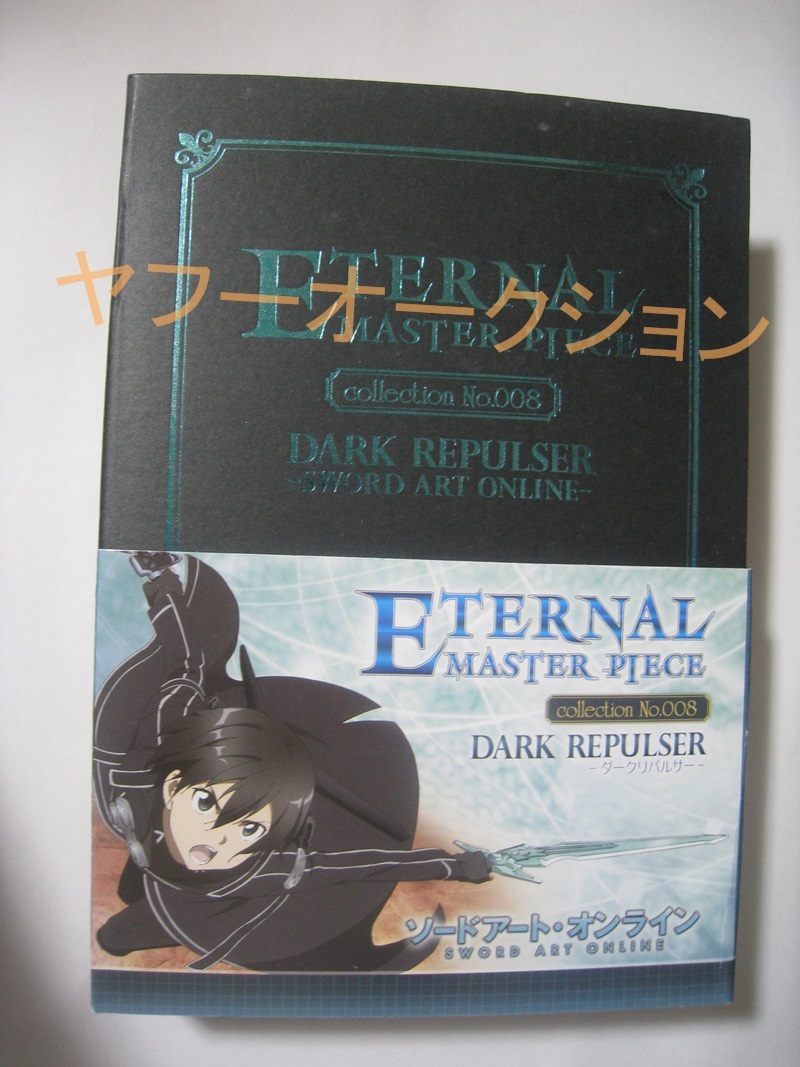 ETERNAL
MASTER PIECE
ヤフーオークション
collection No.008
DARK REPULSER
-SWORD ART ONLINE-
ETERNAL
MASTER PIECE
collection No.008
DARK REPULSER
-ダークリパルサー-
ソードアート・オンライン
SWORD ART ONLINE